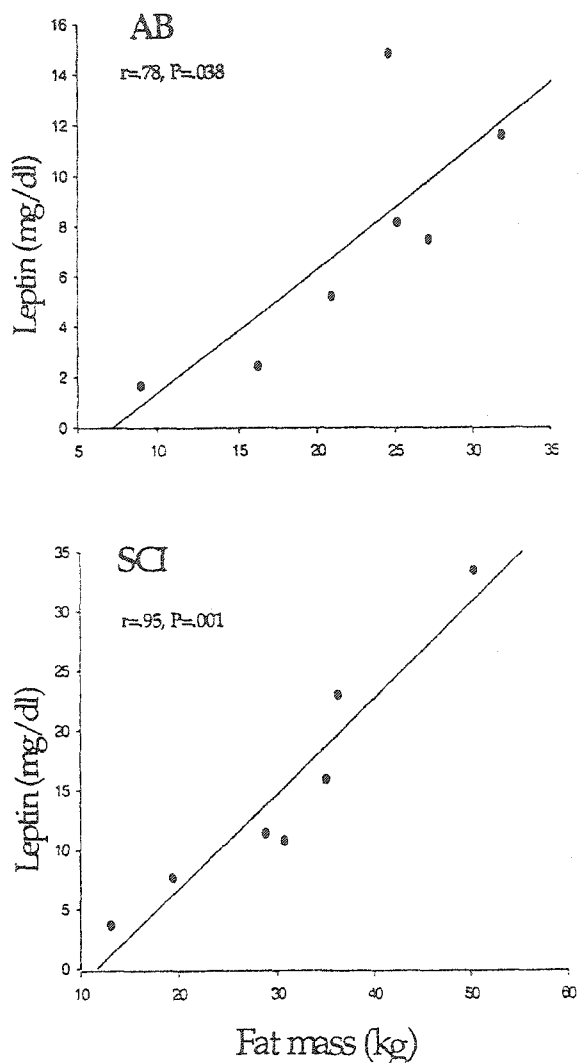 AB
r=.78, P=.038
16
14
12
10
8
6
4
2
0
Leptin (mg/dl)
5 10 15 20 25 30 35
SCI
r=.95, P=.001
35
30
25
20
15
10
5
0
Leptin (mg/dl)
10 20 30 40 50 60
Fat mass (kg)